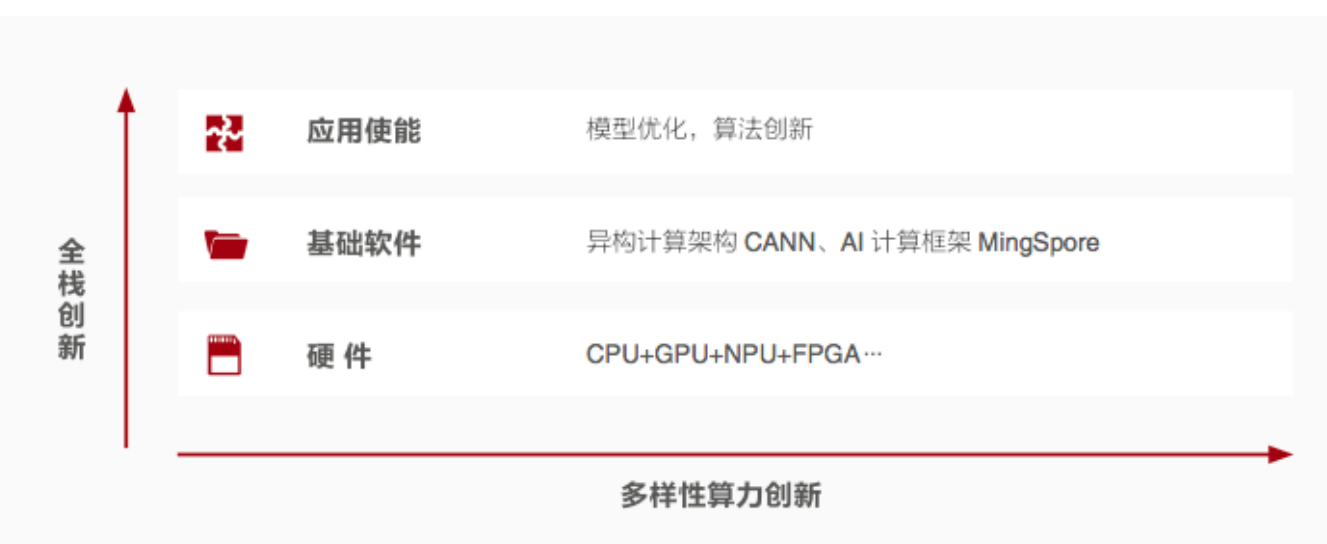 应用使能 模型优化，算法创新
基础软件 异构计算架构 CANN、AI 计算框架 MingSpore
硬 件 CPU+GPU+NPU+FPGA…
全栈创新
多样性算力创新